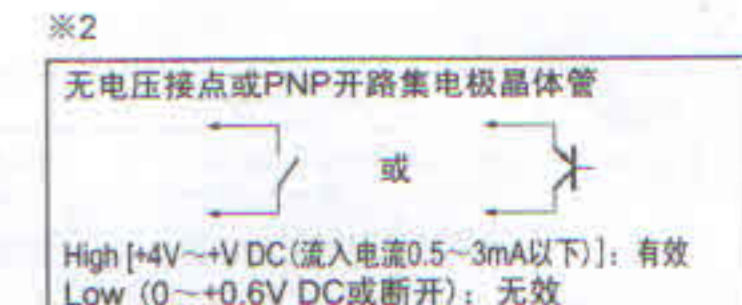 ※2
无电压接点或PNP开路集电极晶体管
或
High [+4V～+V DC(流入电流0.5～3mA以下)]：有效
Low（0～+0.6V DC或断开）：无效